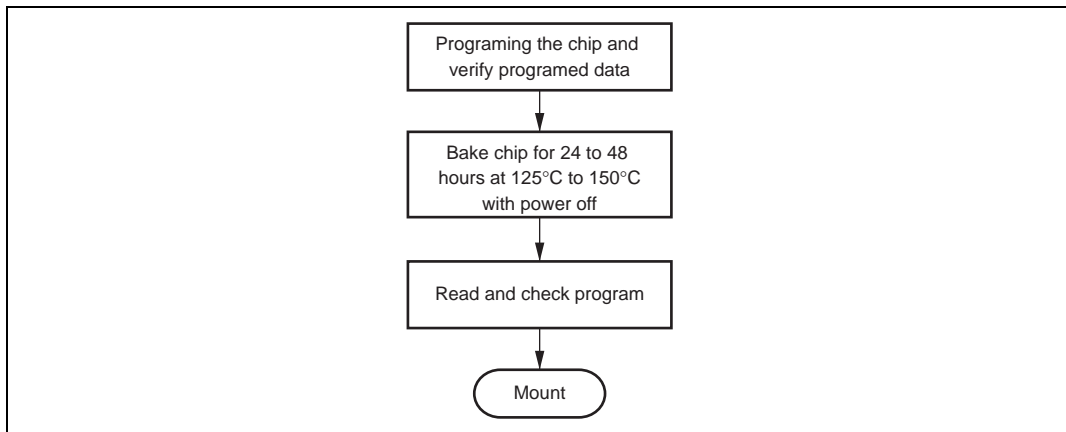 Programing the chip and
verify programed data
Bake chip for 24 to 48
hours at 125°C to 150°C
with power off
Read and check program
Mount